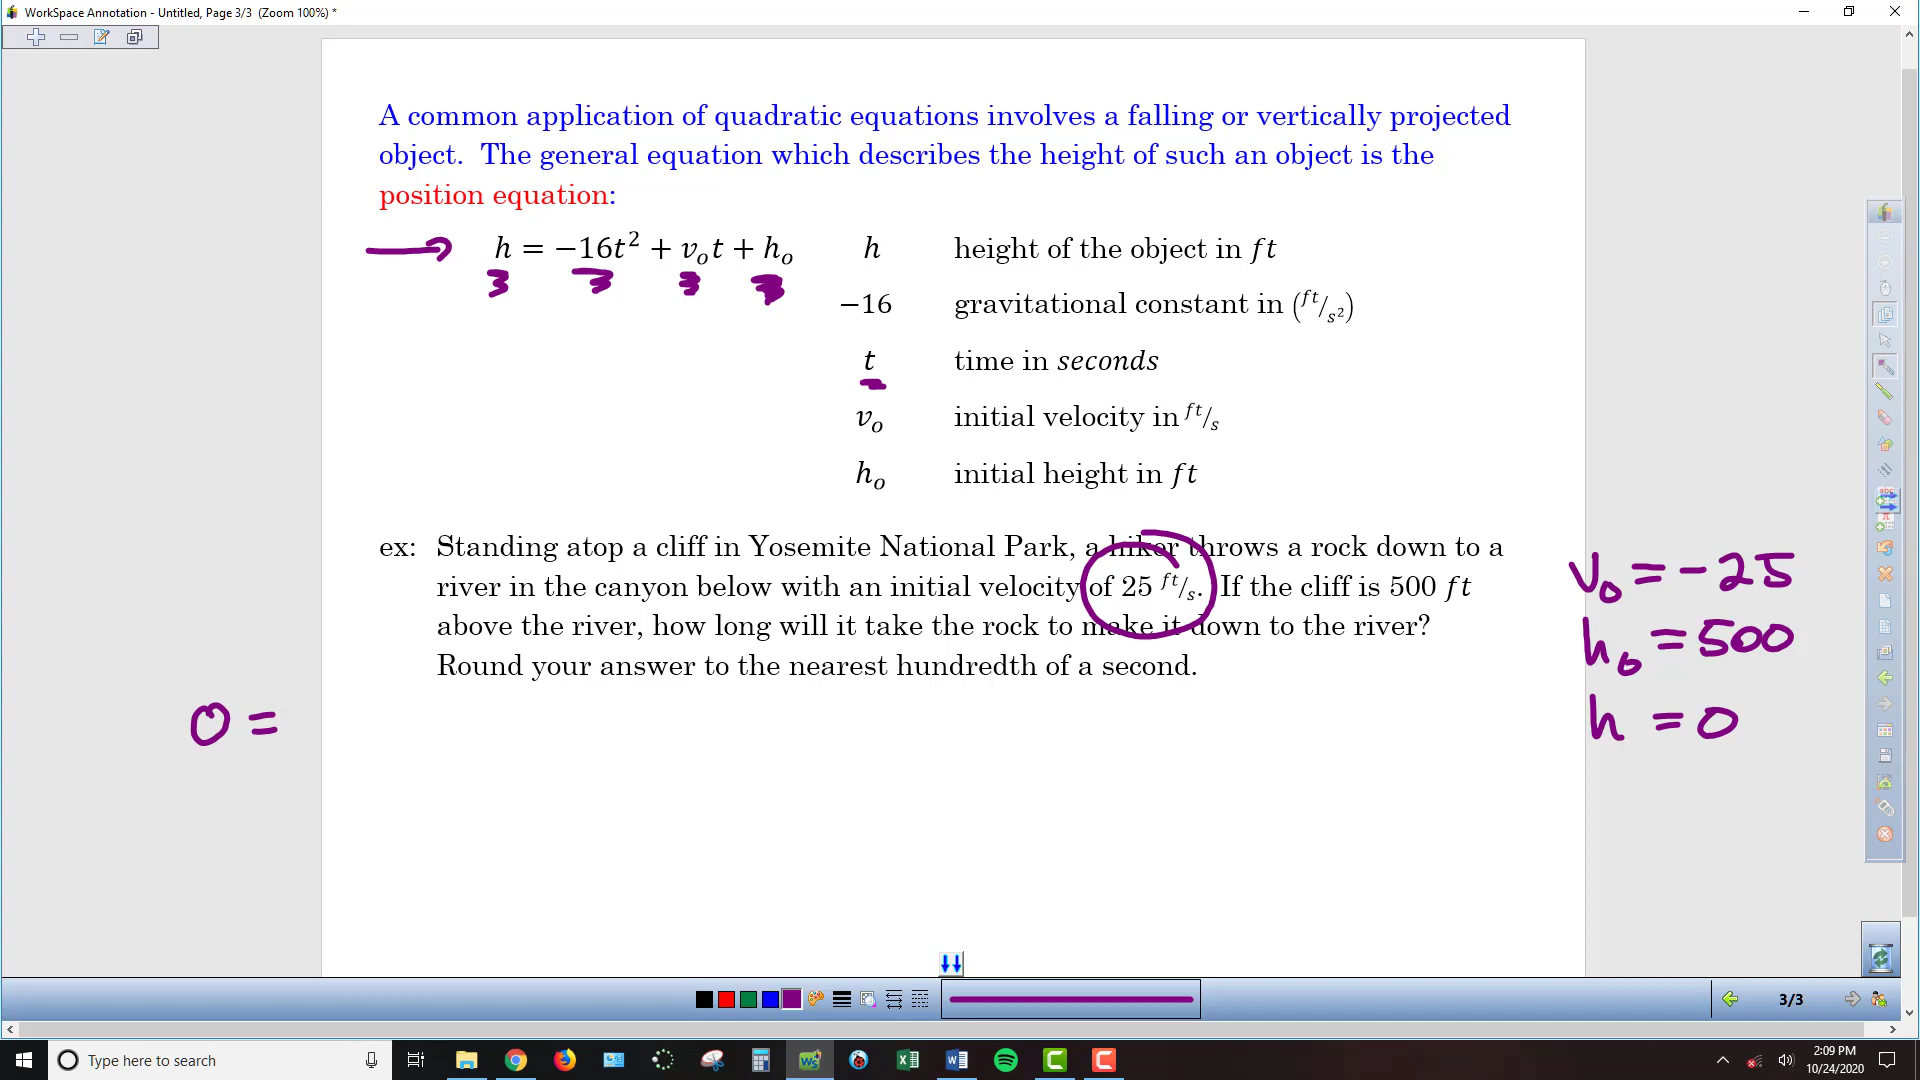 WorkSpace Annotation - Untitled, Page 3/3 (Zoom 100%) *
A common application of quadratic equations involves a falling or vertically projected
object. The general equation which describes the height of such an object is the
position equation:
h = −16t² + vₒt + hₒ
h height of the object in ft
−16 gravitational constant in (ft/s²)
t time in seconds
vₒ initial velocity in ft/s
hₒ initial height in ft
ex: Standing atop a cliff in Yosemite National Park, a hiker throws a rock down to a
river in the canyon below with an initial velocity of 25 ft/s. If the cliff is 500 ft
above the river, how long will it take the rock to make it down to the river?
Round your answer to the nearest hundredth of a second.
v₀ = -25
h₀ = 500
h = 0
0 =
3/3
Type here to search
2:09 PM
10/24/2020